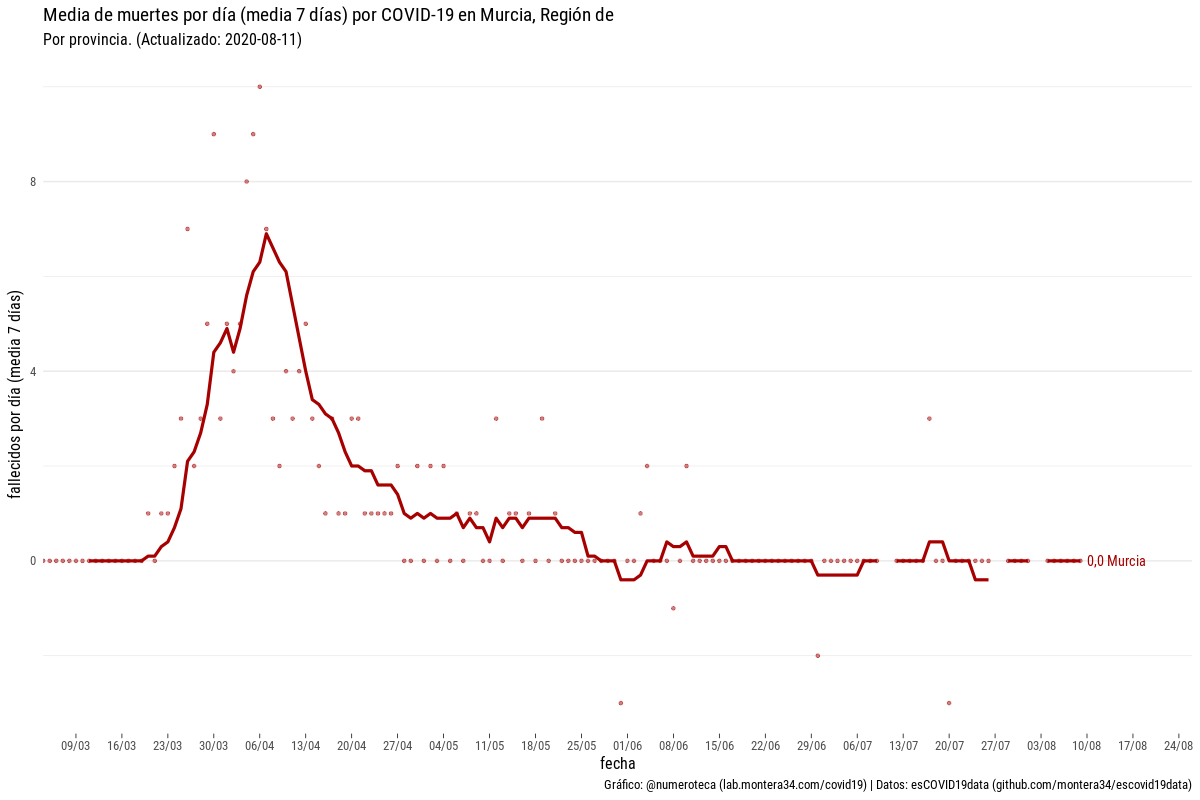 Media de muertes por día (media 7 días) por COVID-19 en Murcia, Región de
Por provincia. (Actualizado: 2020-08-11)
fallecidos por día (media 7 días)
8
4
0
0,0 Murcia
09/03 16/03 23/03 30/03 06/04 13/04 20/04 27/04 04/05 11/05 18/05 25/05 01/06 08/06 15/06 22/06 29/06 06/07 13/07 20/07 27/07 03/08 10/08 17/08 24/08
fecha
Gráfico: @numeroteca (lab.montera34.com/covid19) | Datos: esCOVID19data (github.com/montera34/escovid19data)